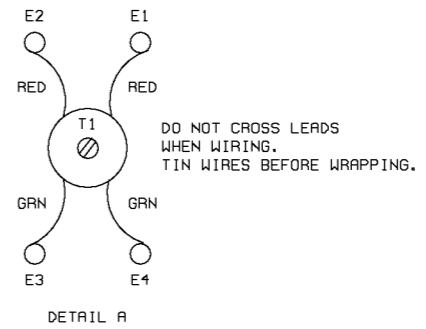 E2 E1
RED RED
T1
DO NOT CROSS LEADS
WHEN WIRING.
TIN WIRES BEFORE WRAPPING.
GRN GRN
E3 E4
DETAIL A